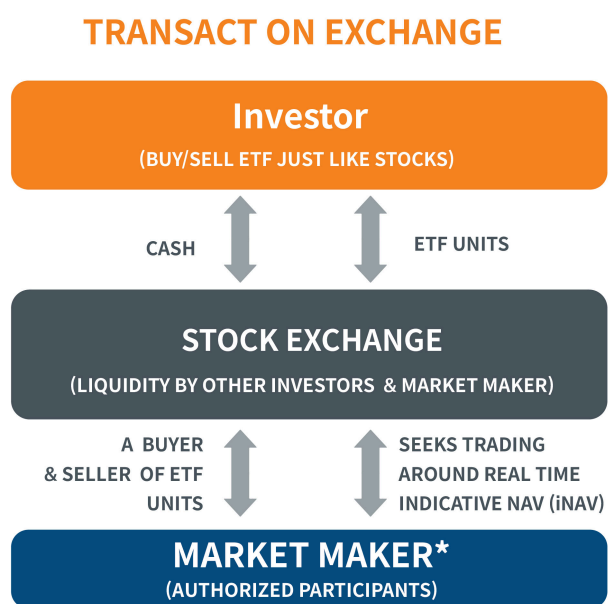 TRANSACT ON EXCHANGE
Investor
(BUY/SELL ETF JUST LIKE STOCKS)
CASH
ETF UNITS
STOCK EXCHANGE
(LIQUIDITY BY OTHER INVESTORS & MARKET MAKER)
A BUYER
& SELLER OF ETF
UNITS
SEEKS TRADING
AROUND REAL TIME
INDICATIVE NAV (iNAV)
MARKET MAKER*
(AUTHORIZED PARTICIPANTS)